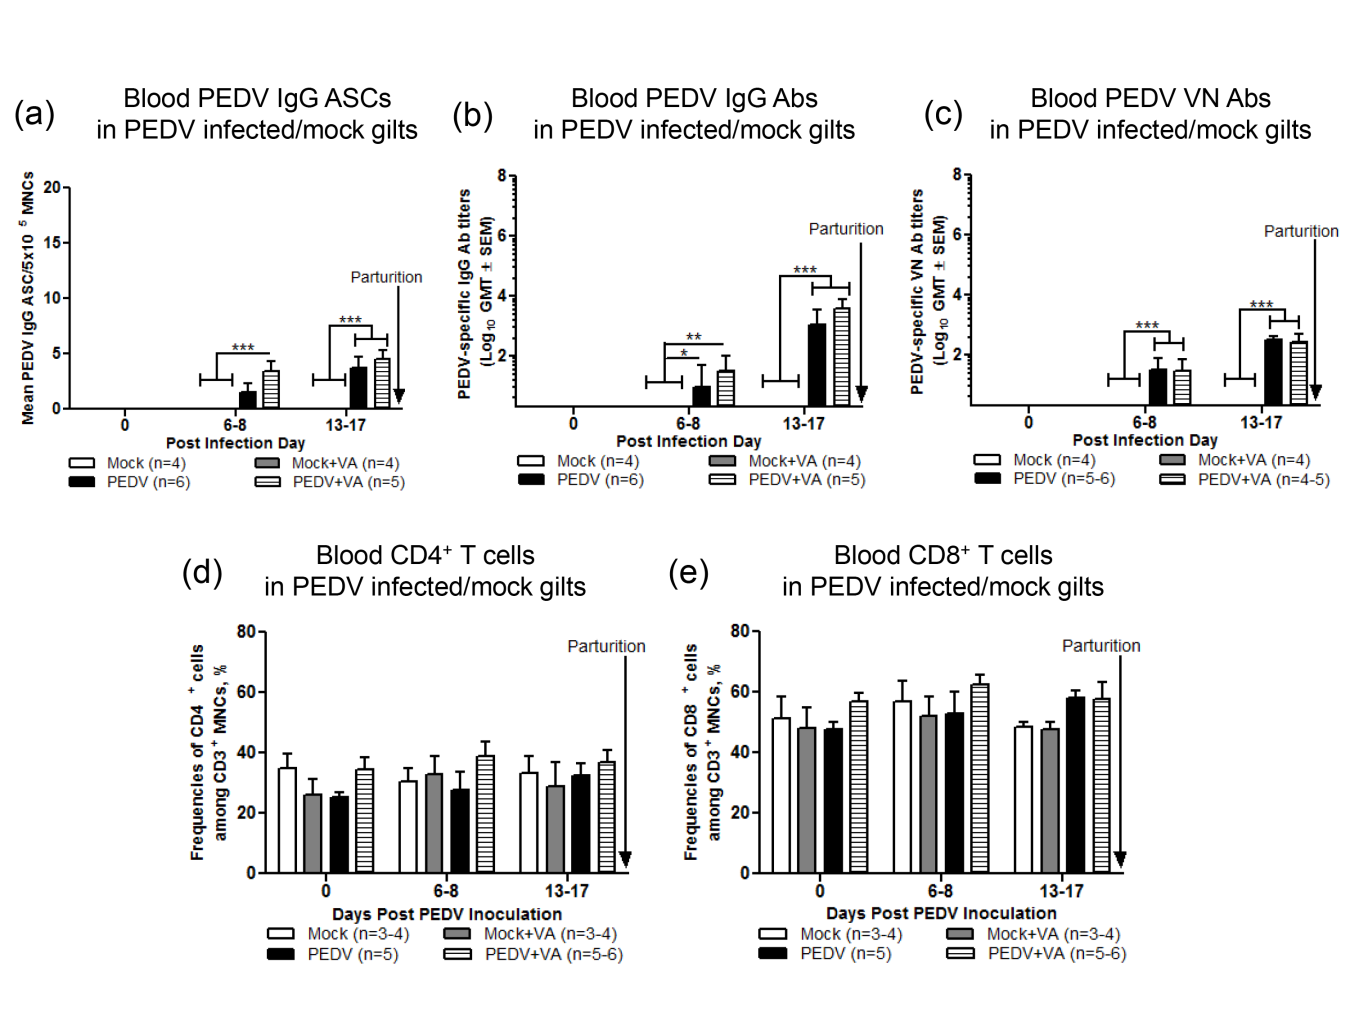 (a)
Blood PEDV IgG ASCs
in PEDV infected/mock gilts
Mean PEDV IgG ASC/5x10 5 MNCs
20
15
10
5
0
***
***
Parturition
0
6-8
13-17
Post Infection Day
Mock (n=4)
Mock+VA (n=4)
PEDV (n=6)
PEDV+VA (n=5)
(b)
Blood PEDV IgG Abs
in PEDV infected/mock gilts
PEDV-specific IgG Ab titers
(Log10 GMT ± SEM)
8
6
4
2
**
*
***
Parturition
0
6-8
13-17
Post Infection Day
Mock (n=4)
Mock+VA (n=4)
PEDV (n=6)
PEDV+VA (n=5)
(c)
Blood PEDV VN Abs
in PEDV infected/mock gilts
PEDV-specific VN Ab titers
(Log10 GMT ± SEM)
8
6
4
2
***
***
Parturition
0
6-8
13-17
Post Infection Day
Mock (n=4)
Mock+VA (n=4)
PEDV (n=5-6)
PEDV+VA (n=4-5)
(d)
Blood CD4+ T cells
in PEDV infected/mock gilts
Frequencies of CD4 + cells
among CD3+ MNCs, %
80
60
40
20
0
Parturition
0
6-8
13-17
Days Post PEDV Inoculation
Mock (n=3-4)
Mock+VA (n=3-4)
PEDV (n=5)
PEDV+VA (n=5-6)
(e)
Blood CD8+ T cells
in PEDV infected/mock gilts
Frequencies of CD8 + cells
among CD3+ MNCs, %
80
60
40
20
0
Parturition
0
6-8
13-17
Days Post PEDV Inoculation
Mock (n=3-4)
Mock+VA (n=3-4)
PEDV (n=5)
PEDV+VA (n=5-6)